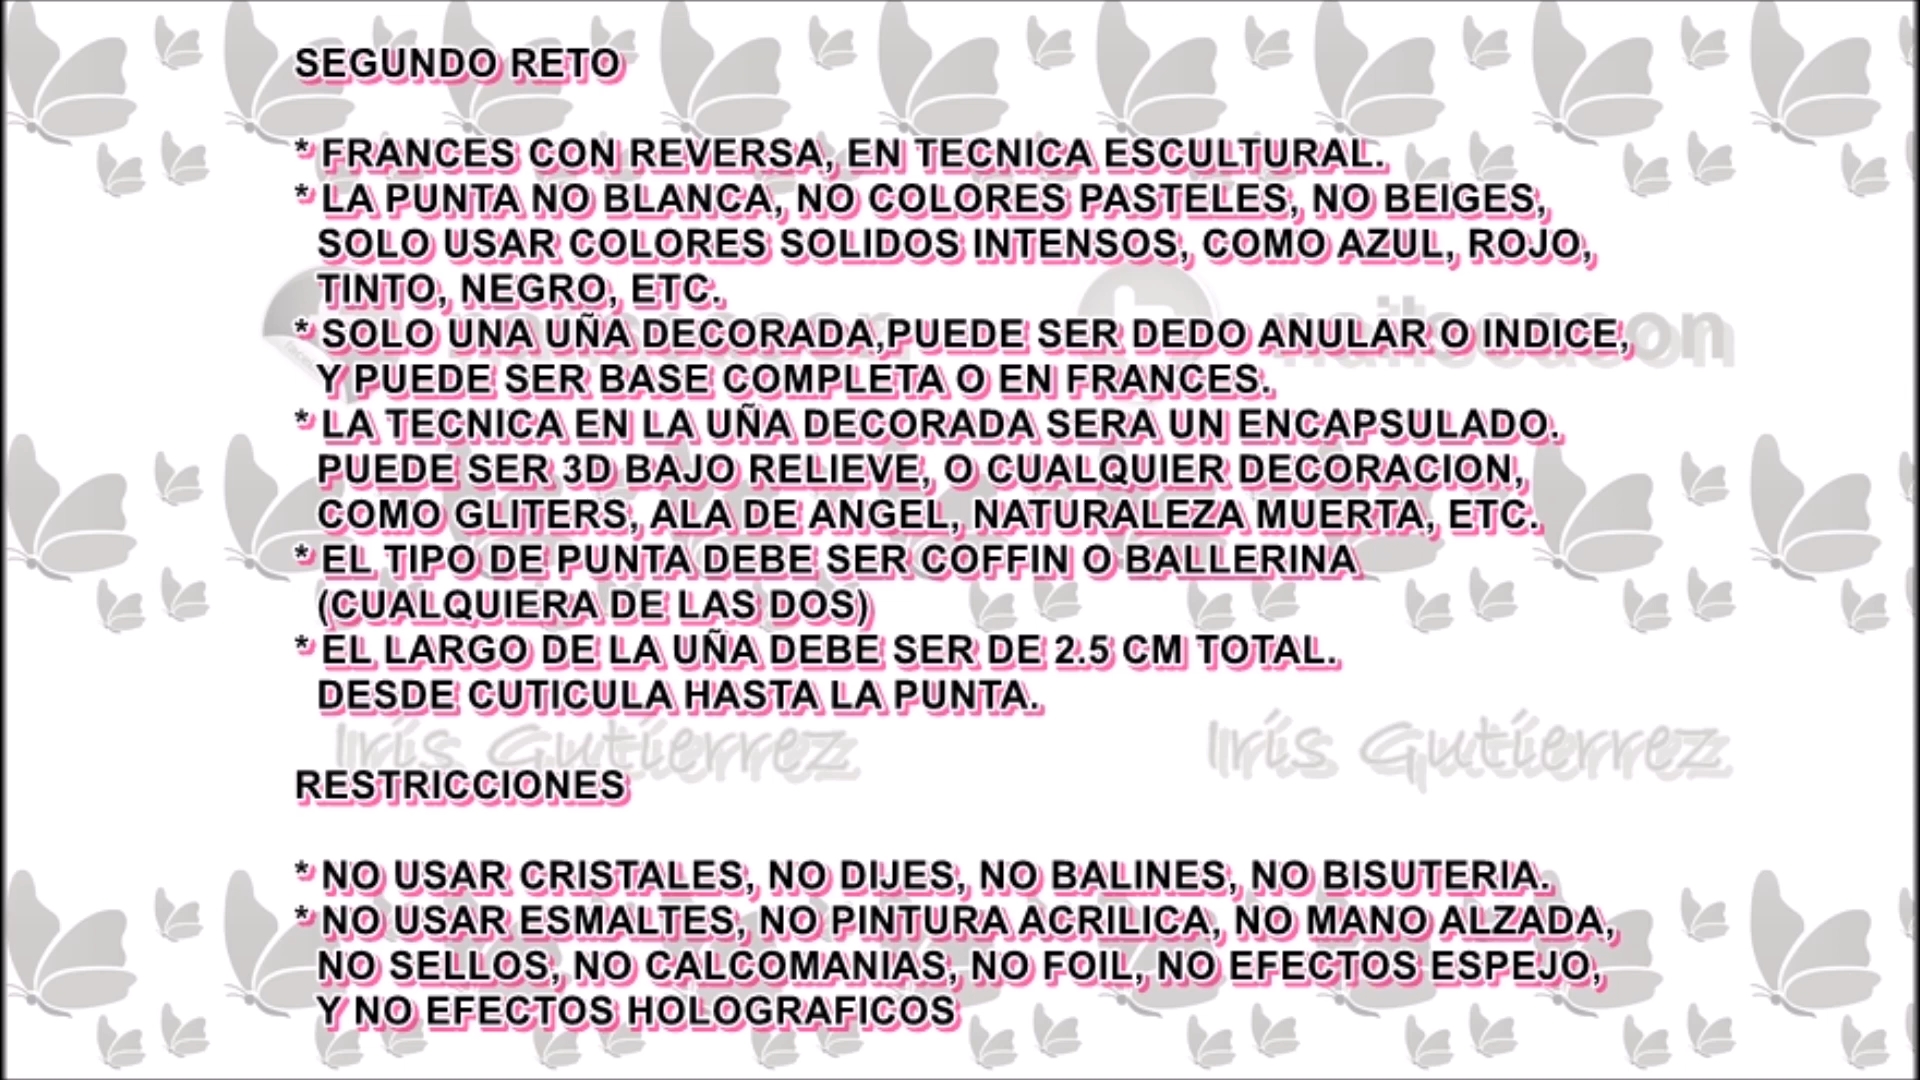 SEGUNDO RETO
* FRANCES CON REVERSA, EN TECNICA ESCULTURAL.
* LA PUNTA NO BLANCA, NO COLORES PASTELES, NO BEIGES,
SOLO USAR COLORES SOLIDOS INTENSOS, COMO AZUL, ROJO,
TINTO, NEGRO, ETC.
* SOLO UNA UÑA DECORADA,PUEDE SER DEDO ANULAR O INDICE,
Y PUEDE SER BASE COMPLETA O EN FRANCES.
* LA TECNICA EN LA UÑA DECORADA SERA UN ENCAPSULADO.
PUEDE SER 3D BAJO RELIEVE, O CUALQUIER DECORACION,
COMO GLITERS, ALA DE ANGEL, NATURALEZA MUERTA, ETC.
* EL TIPO DE PUNTA DEBE SER COFFIN O BALLERINA
(CUALQUIERA DE LAS DOS)
* EL LARGO DE LA UÑA DEBE SER DE 2.5 CM TOTAL.
DESDE CUTICULA HASTA LA PUNTA.
Iris Gutierrez Iris Gutierrez
RESTRICCIONES
* NO USAR CRISTALES, NO DIJES, NO BALINES, NO BISUTERIA.
* NO USAR ESMALTES, NO PINTURA ACRILICA, NO MANO ALZADA,
NO SELLOS, NO CALCOMANIAS, NO FOIL, NO EFECTOS ESPEJO,
Y NO EFECTOS HOLOGRAFICOS